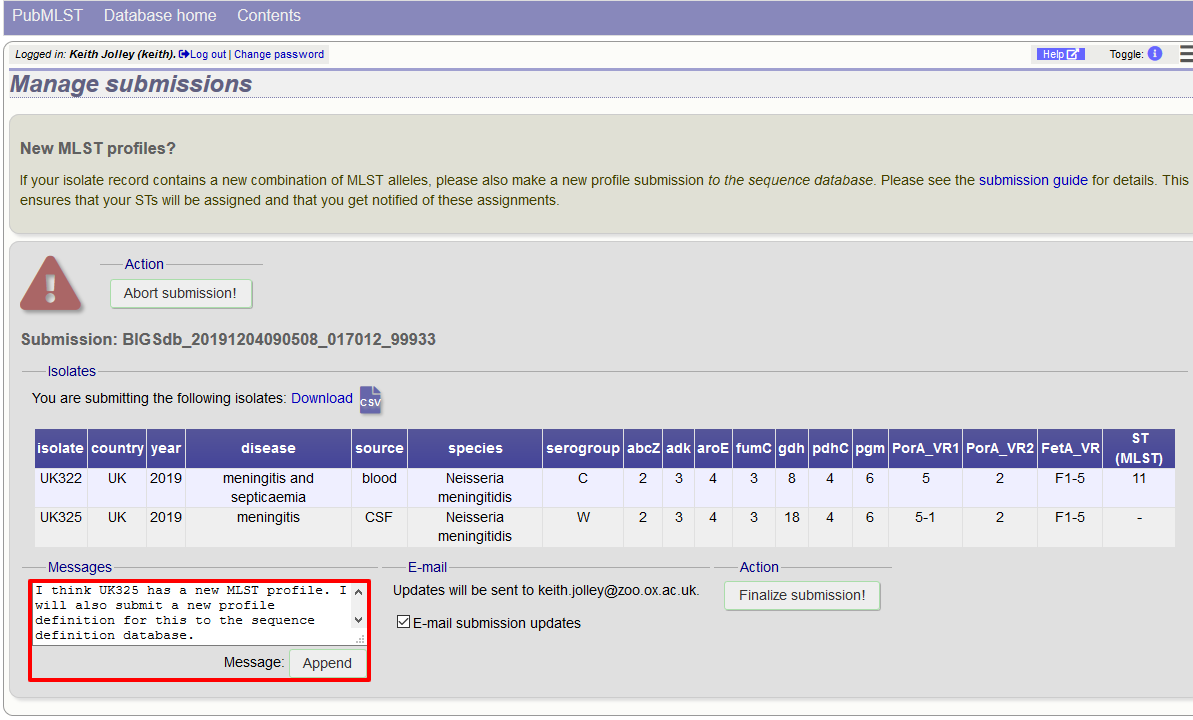 PubMLST Database home Contents
Logged in: Keith Jolley (keith). Log out | Change password Help Toggle: i
Manage submissions
New MLST profiles?
If your isolate record contains a new combination of MLST alleles, please also make a new profile submission to the sequence database. Please see the submission guide for details. This
ensures that your STs will be assigned and that you get notified of these assignments.
Action
Abort submission!
Submission: BIGSdb_20191204090508_017012_99933
Isolates
You are submitting the following isolates: Download CSV
isolate country year disease source species serogroup abcZ adk aroE fumC gdh pdhC pgm PorA_VR1 PorA_VR2 FetA_VR ST (MLST)
UK322 UK 2019 meningitis and septicaemia blood Neisseria meningitidis C 2 3 4 3 8 4 6 5 2 F1-5 11
UK325 UK 2019 meningitis CSF Neisseria meningitidis W 2 3 4 3 18 4 6 5-1 2 F1-5 -
Messages
I think UK325 has a new MLST profile. I
will also submit a new profile
definition for this to the sequence
definition database.
Message: Append
E-mail
Updates will be sent to keith.jolley@zoo.ox.ac.uk.
E-mail submission updates
Action
Finalize submission!